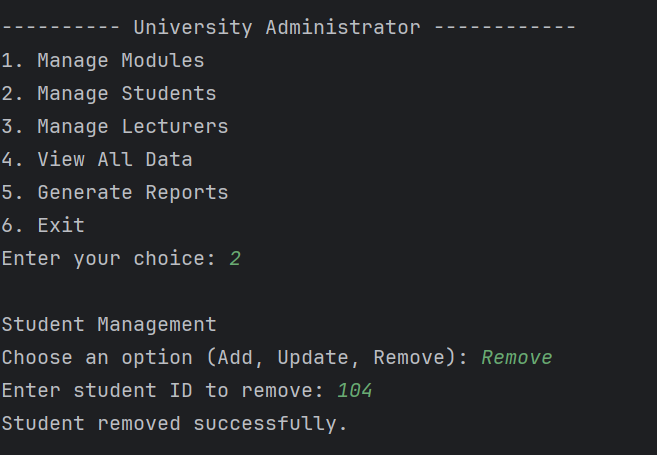 ---------- University Administrator ------------
1. Manage Modules
2. Manage Students
3. Manage Lecturers
4. View All Data
5. Generate Reports
6. Exit
Enter your choice: 2
Student Management
Choose an option (Add, Update, Remove): Remove
Enter student ID to remove: 104
Student removed successfully.